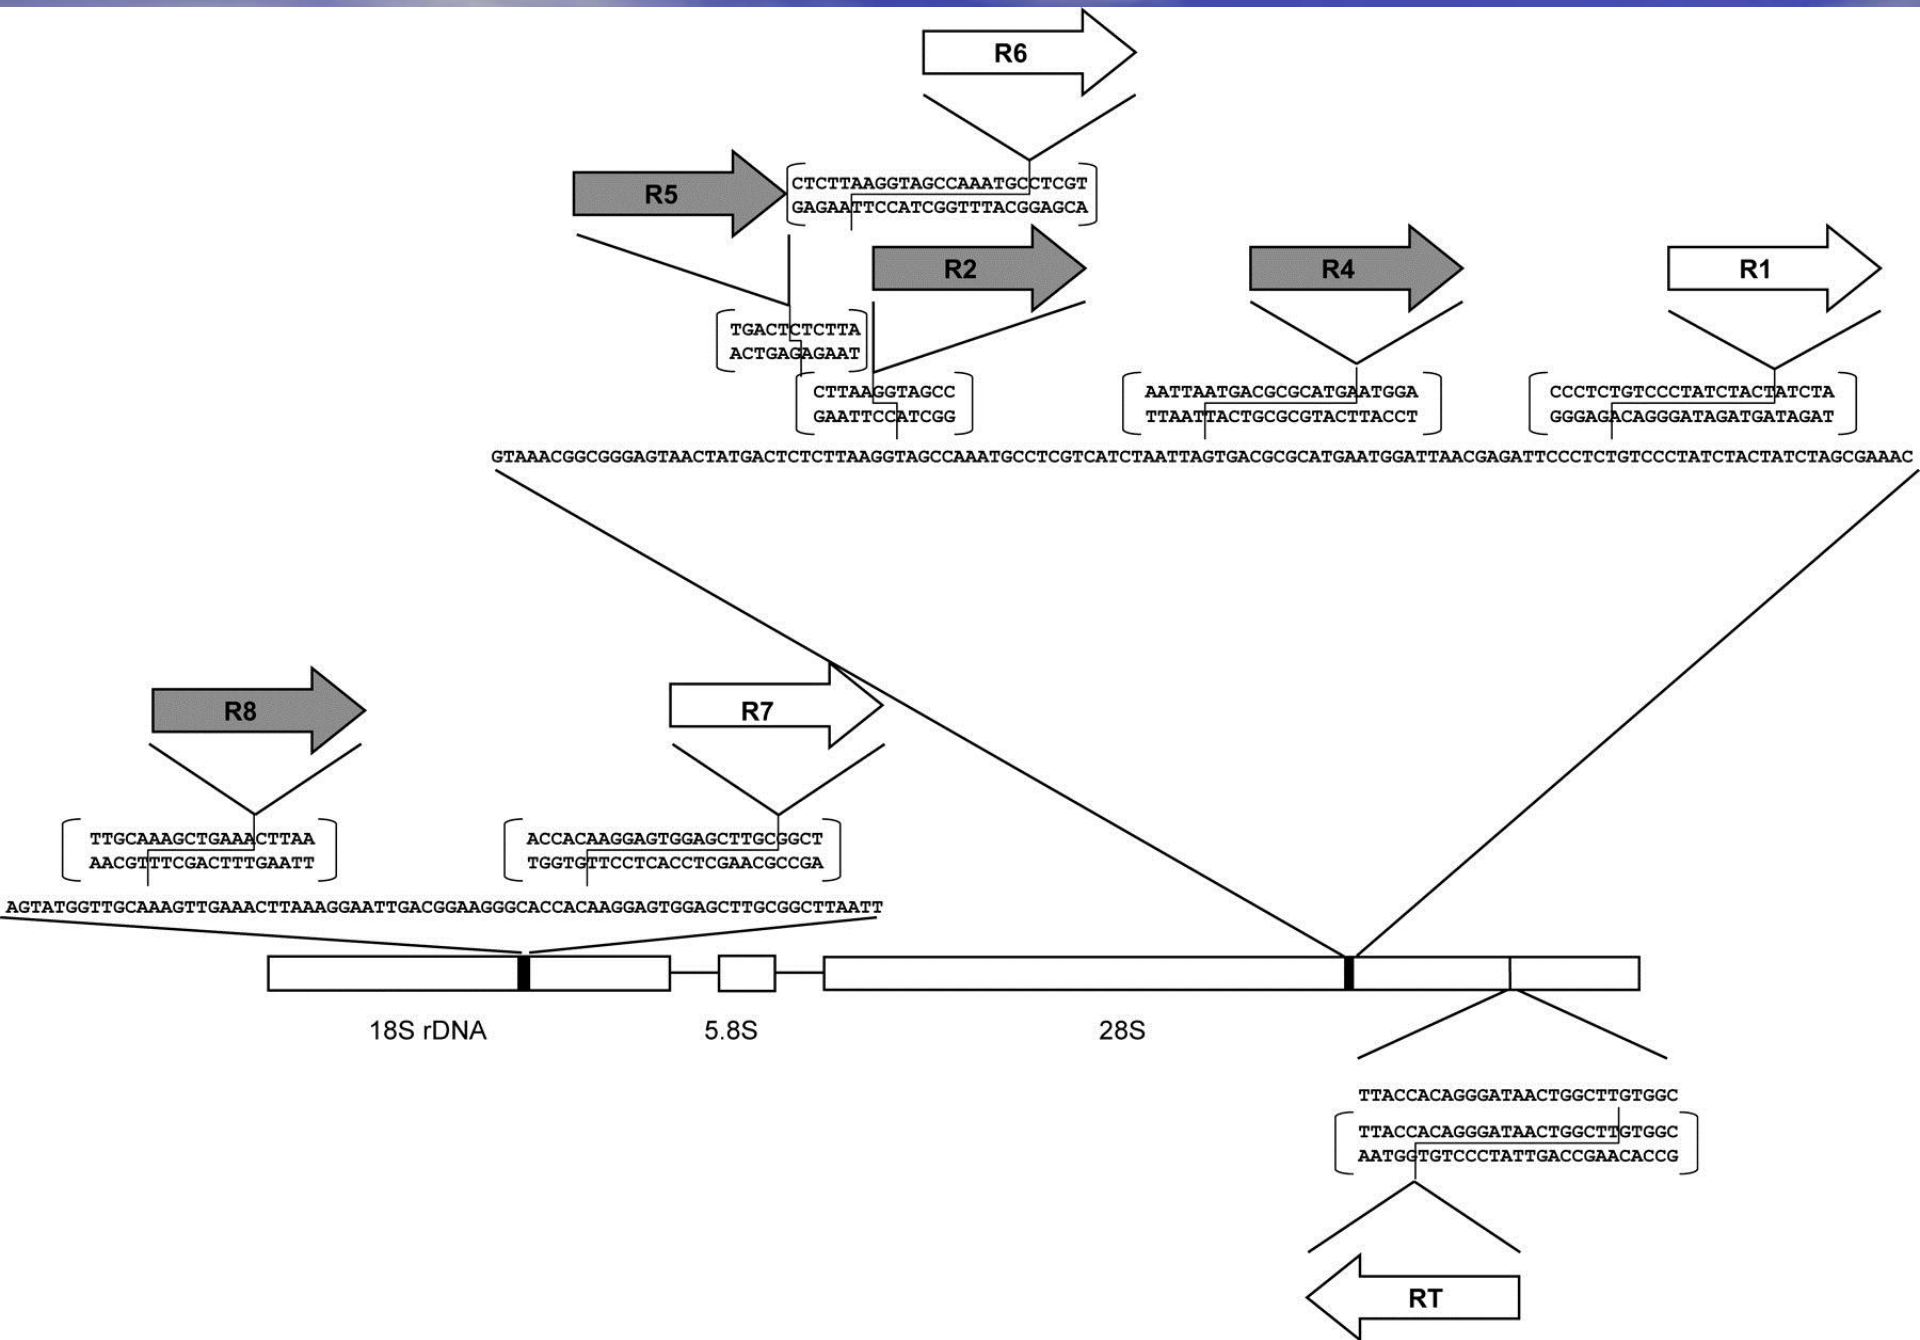 R6
R5
CTCTTAAGGTAGCCAAATGCCTCGT
GAGAATTCCATCGGTTTACGGAGCA
R2
R4
R1
TGACTCTCTTA
ACTGAGAGAAT
CTTAAGGTAGCC
GAATTCCATCGG
AATTAATGACGCGCATGAATGGA
TTAATTACTGCGCGTACTTACCT
CCCTCTGTCCCTATCTACTATCTA
GGGAGACAGGGATAGATGATAGAT
GTAAACGGCGGGAGTAACTATGACTCTCTTAAGGTAGCCAAATGCCTCGTCATCTAATTAGTGACGCGCATGAATGGATTAACGAGATTCCCTCTGTCCCTATCTACTATCTAGCGAAAC
R8
R7
TTGCAAAGCTGAAACTTAA
AACGTTTCGACTTTGAATT
ACCACAAGGAGTGGAGCTTGCGGCT
TGGTGTTCCTCACCTCGAACGCCGA
AGTATGGTTGCAAAGTTGAAACTTAAAGGAATTGACGGAAGGGCACCACAAGGAGTGGAGCTTGCGGCTTAATT
18S rDNA
5.8S
28S
TTACCACAGGGATAACTGGCTTGTGGC
TTACCACAGGGATAACTGGCTTGTGGC
AATGGTGTCCCTATTGACCGAACACCG
RT